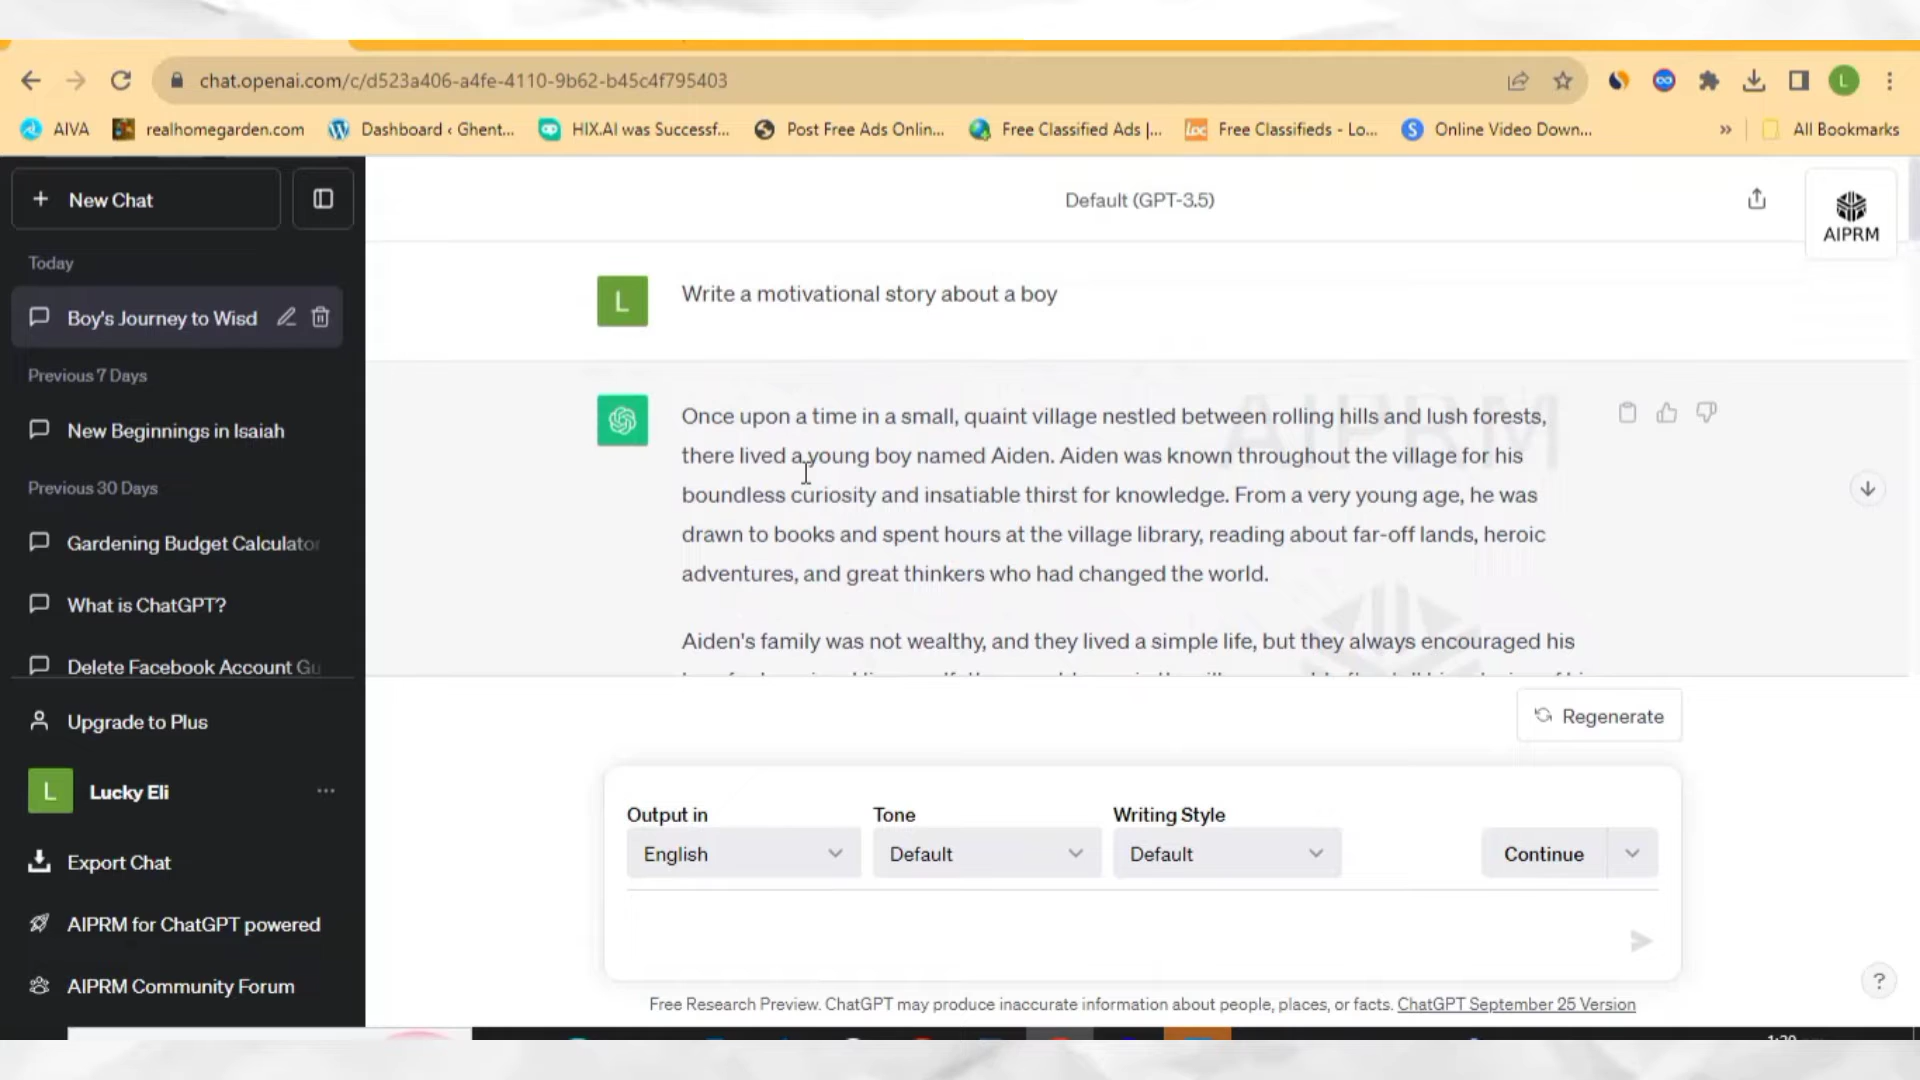 chat.openai.com/c/d523a406-a4fe-4110-9b62-b45c4f795403
L
AIVA
realhomegarden.com
Dashboard ‹ Ghent...
HIX.AI was Successf...
Post Free Ads Onlin...
Free Classified Ads |...
Loc
Free Classifieds - Lo...
S
Online Video Down...
»
All Bookmarks
+ New Chat
Default (GPT-3.5)
AIPRM
Today
Boy's Journey to Wisd
Previous 7 Days
New Beginnings in Isaiah
Previous 30 Days
Gardening Budget Calculator
What is ChatGPT?
Delete Facebook Account Gu
Upgrade to Plus
L
Lucky Eli
...
Export Chat
AIPRM for ChatGPT powered
AIPRM Community Forum
L
Write a motivational story about a boy
AIPRM
Once upon a time in a small, quaint village nestled between rolling hills and lush forests,
there lived a young boy named Aiden. Aiden was known throughout the village for his
boundless curiosity and insatiable thirst for knowledge. From a very young age, he was
drawn to books and spent hours at the village library, reading about far-off lands, heroic
adventures, and great thinkers who had changed the world.
Aiden's family was not wealthy, and they lived a simple life, but they always encouraged his
Regenerate
Output in
Tone
Writing Style
English
Default
Default
Continue
?
Free Research Preview. ChatGPT may produce inaccurate information about people, places, or facts. ChatGPT September 25 Version